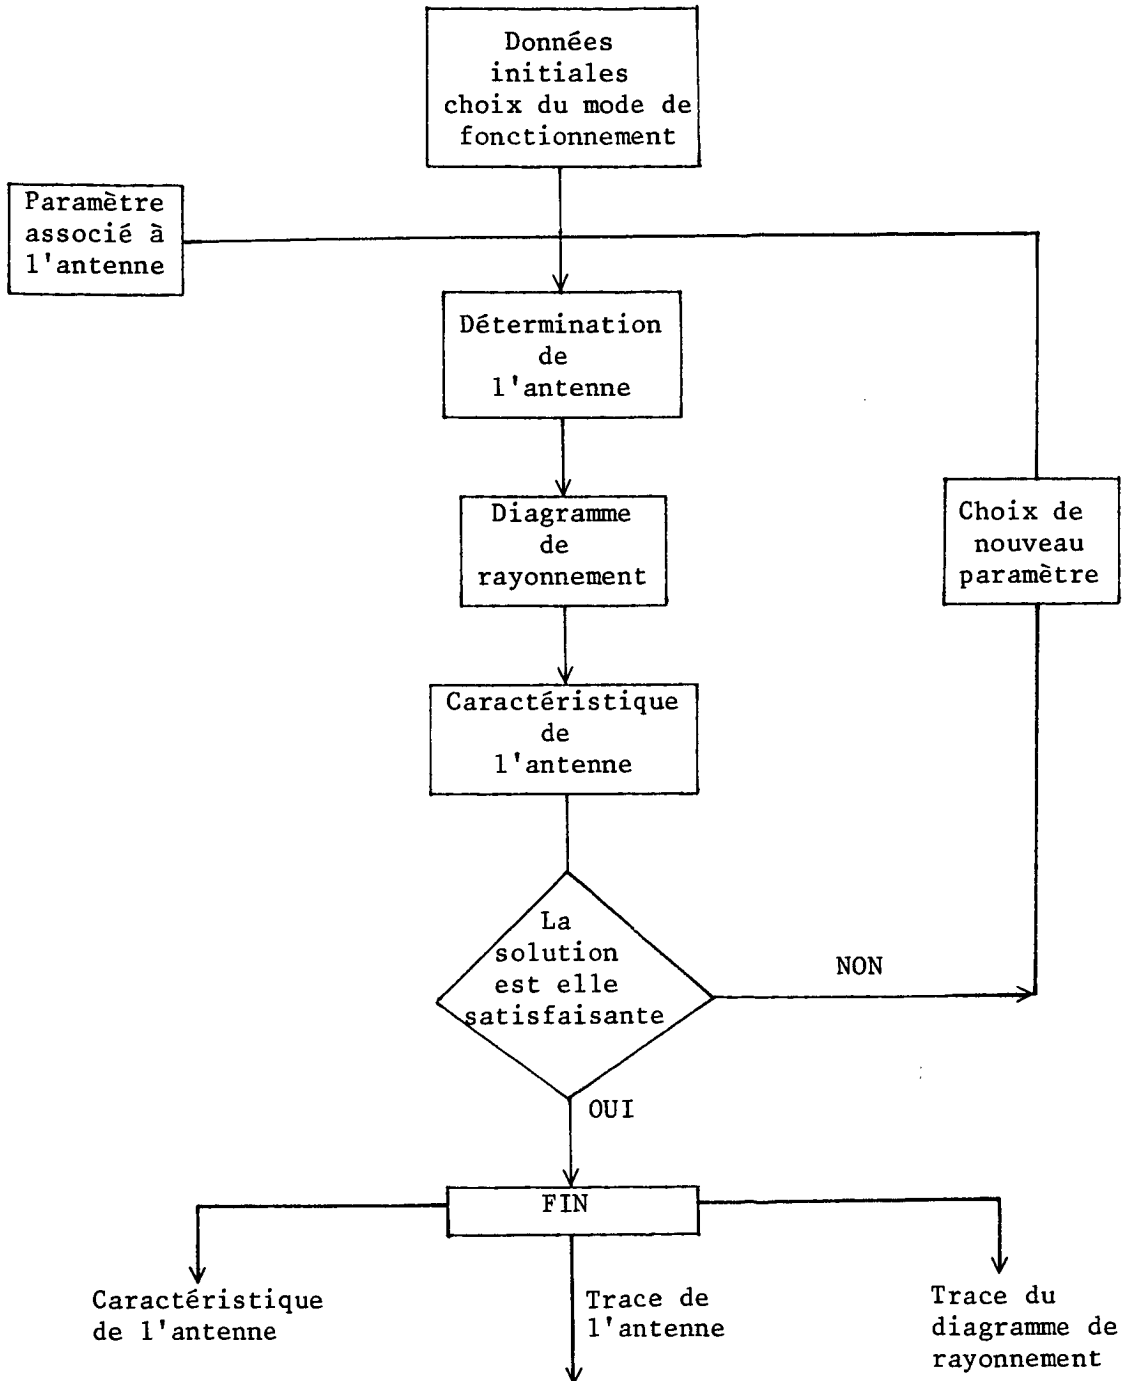 Données
initiales
choix du mode de
fonctionnement
Paramètre
associé à
l'antenne
Détermination
de
l'antenne
Diagramme
de
rayonnement
Choix de
nouveau
paramètre
Caractéristique
de
l'antenne
La
solution
est elle
satisfaisante
NON
OUI
FIN
Caractéristique
de l'antenne
Trace de
l'antenne
Trace du
diagramme de
rayonnement